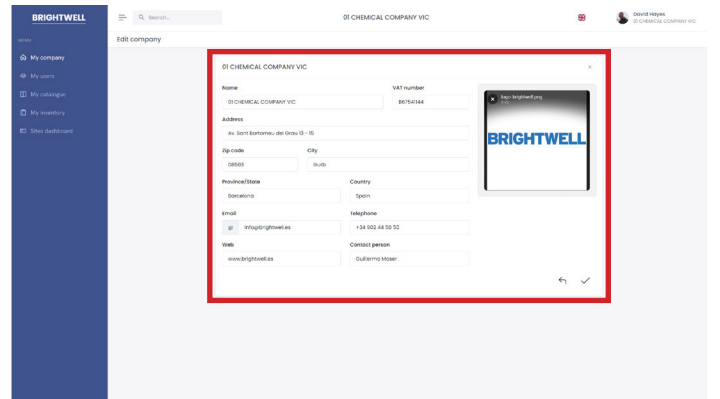 BRIGHTWELL
Search...
01 CHEMICAL COMPANY VIC
David Hayes
01 CHEMICAL COMPANY VIC
MENU
My company
My users
My catalogue
My inventory
Sites dashboard
Edit company
01 CHEMICAL COMPANY VIC
×
Name
VAT number
01 CHEMICAL COMPANY VIC
B67541144
Address
Av. Sant Bartomeu del Grau 13 - 15
Zip code
City
08503
Gurb
Province/State
Country
Barcelona
Spain
Email
Telephone
@
info@brightwell.es
+34 902 44 50 50
Web
Contact person
www.brightwell.es
Guillermo Moser
logo-brightwell.png
BRIGHTWELL